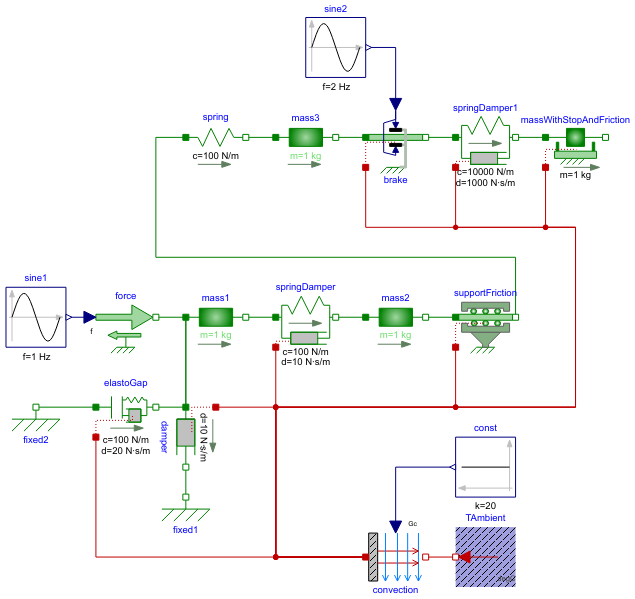 sine2
f=2 Hz
spring
c=100 N/m
mass3
m=1 kg
brake
springDamper1
c=10000 N/m
d=1000 N·s/m
massWithStopAndFriction
m=1 kg
sine1
f=1 Hz
force
f
mass1
m=1 kg
springDamper
c=100 N/m
d=10 N·s/m
mass2
m=1 kg
supportFriction
elastoGap
c=100 N/m
d=20 N·s/m
fixed2
damper
d=10 N·s/m
fixed1
const
k=20
TAmbient
Gc
convection